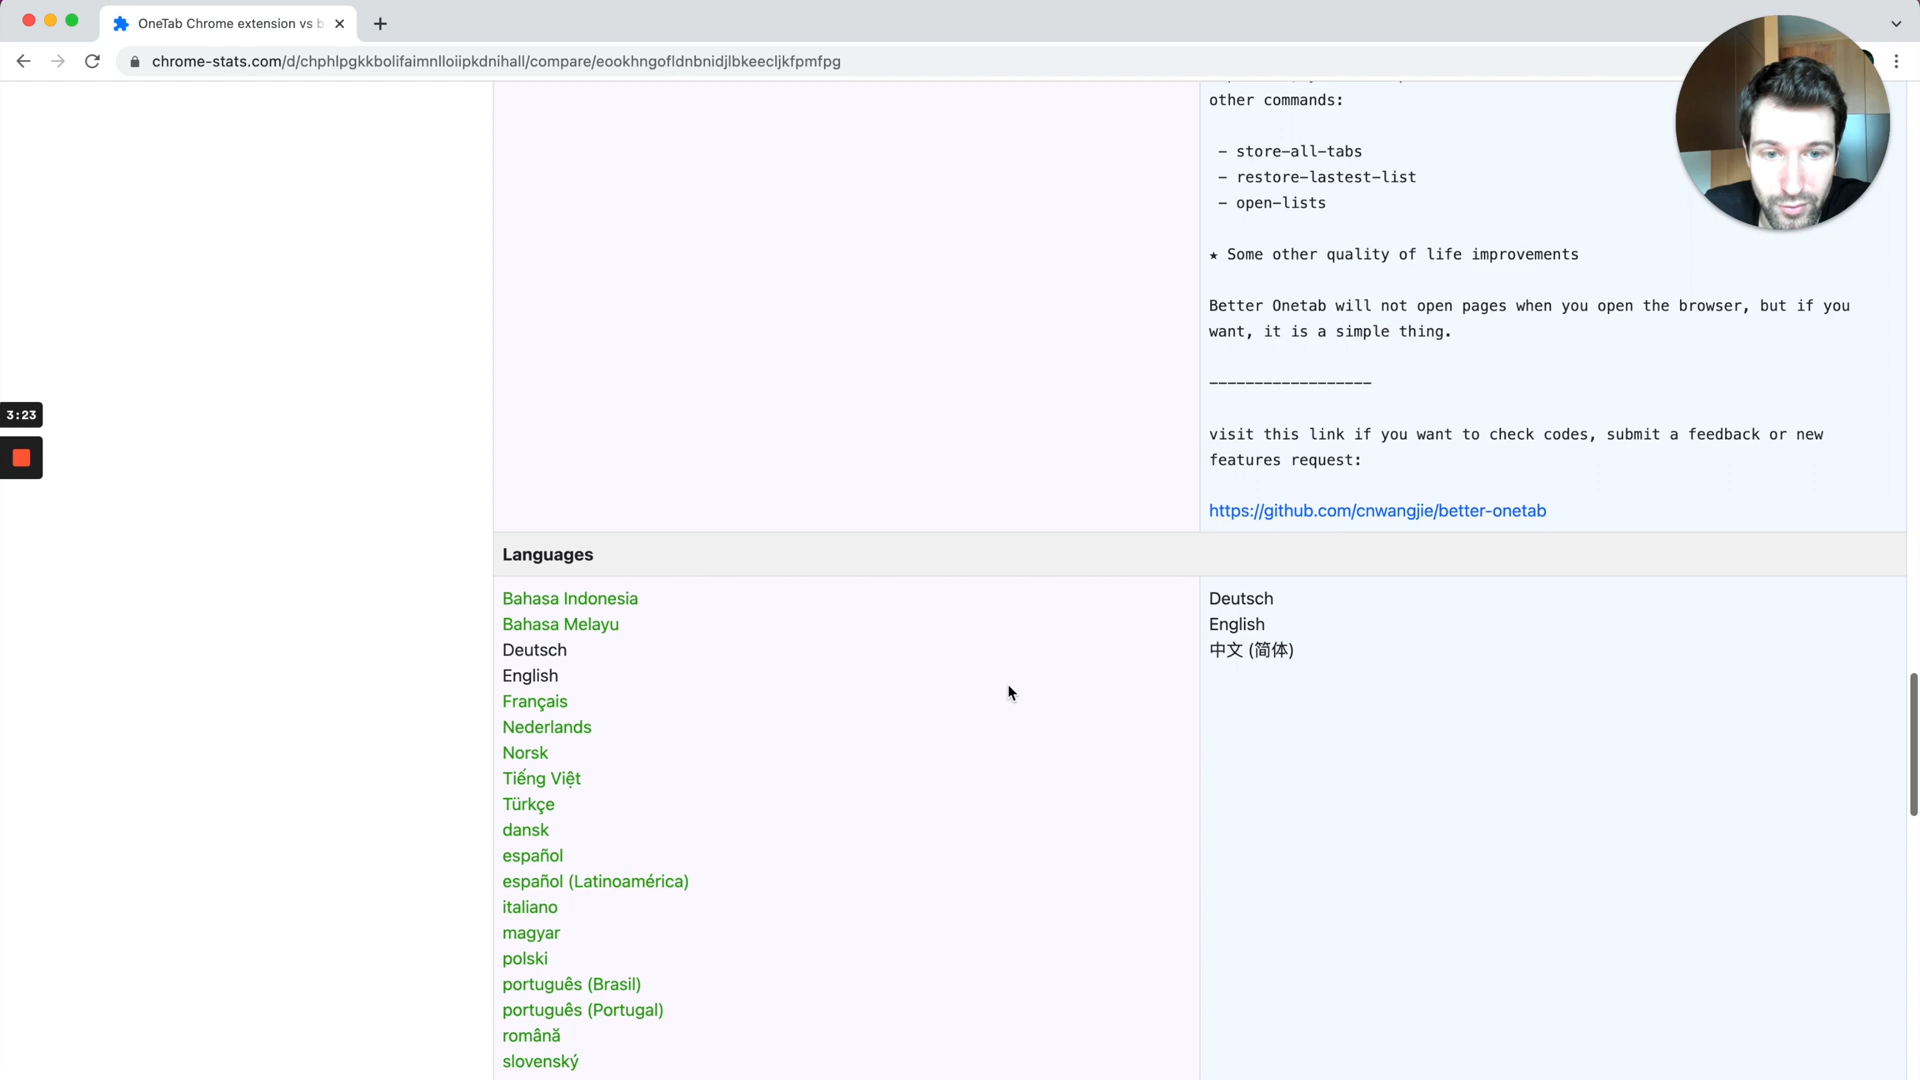 OneTab Chrome extension vs b
chrome-stats.com/d/chphlpgkkbolifaimnlloiipkdnihall/compare/eookhngofldnbnidjlbkeecljkfpmfpg
other commands:
- store-all-tabs
- restore-lastest-list
- open-lists
★ Some other quality of life improvements
Better Onetab will not open pages when you open the browser, but if you
want, it is a simple thing.
------------------
visit this link if you want to check codes, submit a feedback or new
features request:
https://github.com/cnwangjie/better-onetab
3:23
Languages
Bahasa Indonesia
Bahasa Melayu
Deutsch
English
Français
Nederlands
Norsk
Tiếng Việt
Türkçe
dansk
español
español (Latinoamérica)
italiano
magyar
polski
português (Brasil)
português (Portugal)
română
slovenský
Deutsch
English
中文 (简体)